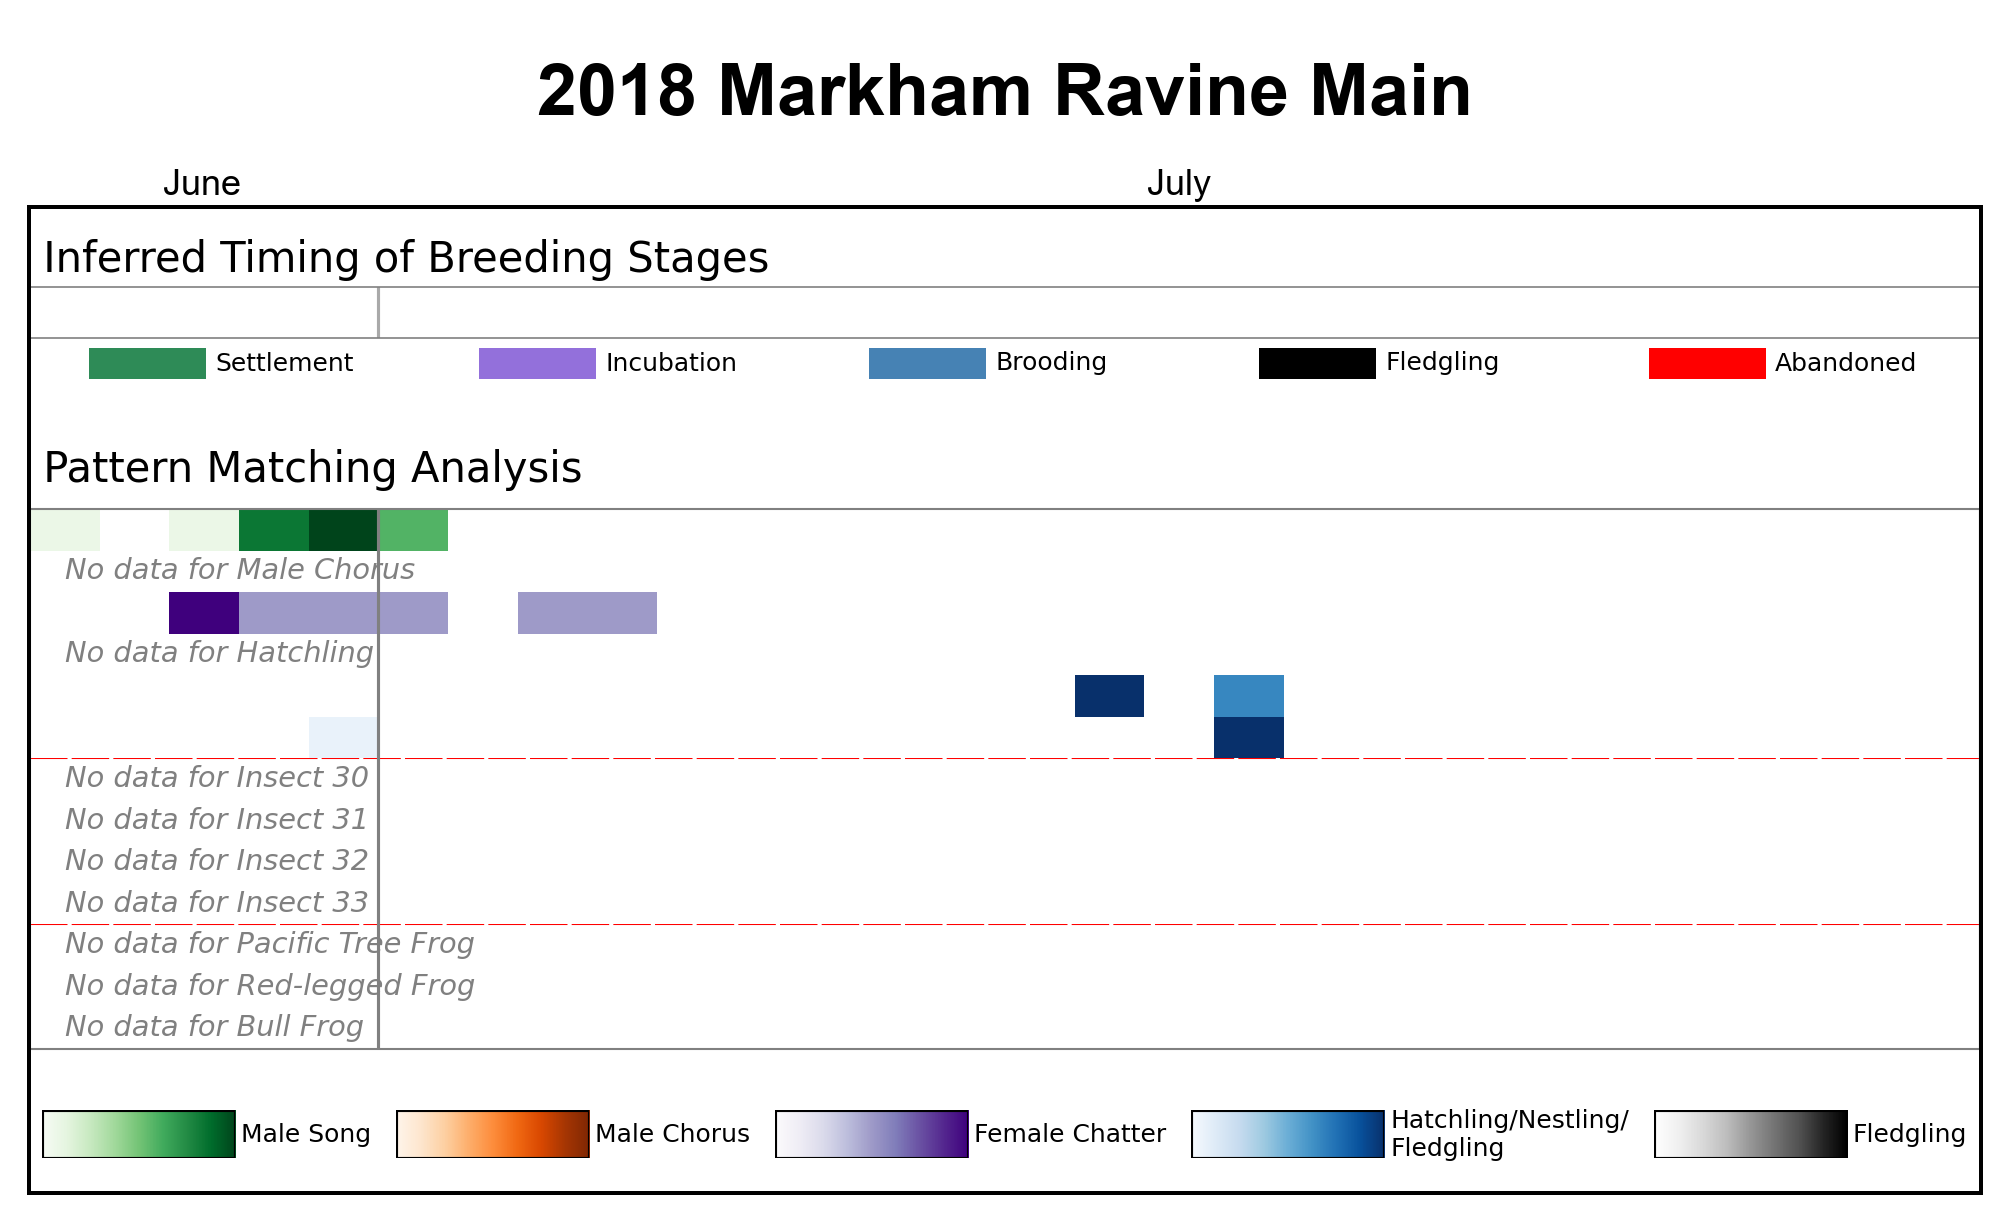 2018 Markham Ravine Main
June July
Inferred Timing of Breeding Stages
Settlement Incubation Brooding Fledgling Abandoned
Pattern Matching Analysis
No data for Male Chorus
No data for Hatchling
No data for Insect 30
No data for Insect 31
No data for Insect 32
No data for Insect 33
No data for Pacific Tree Frog
No data for Red-legged Frog
No data for Bull Frog
Male Song Male Chorus Female Chatter Hatchling/Nestling/
Fledgling Fledgling